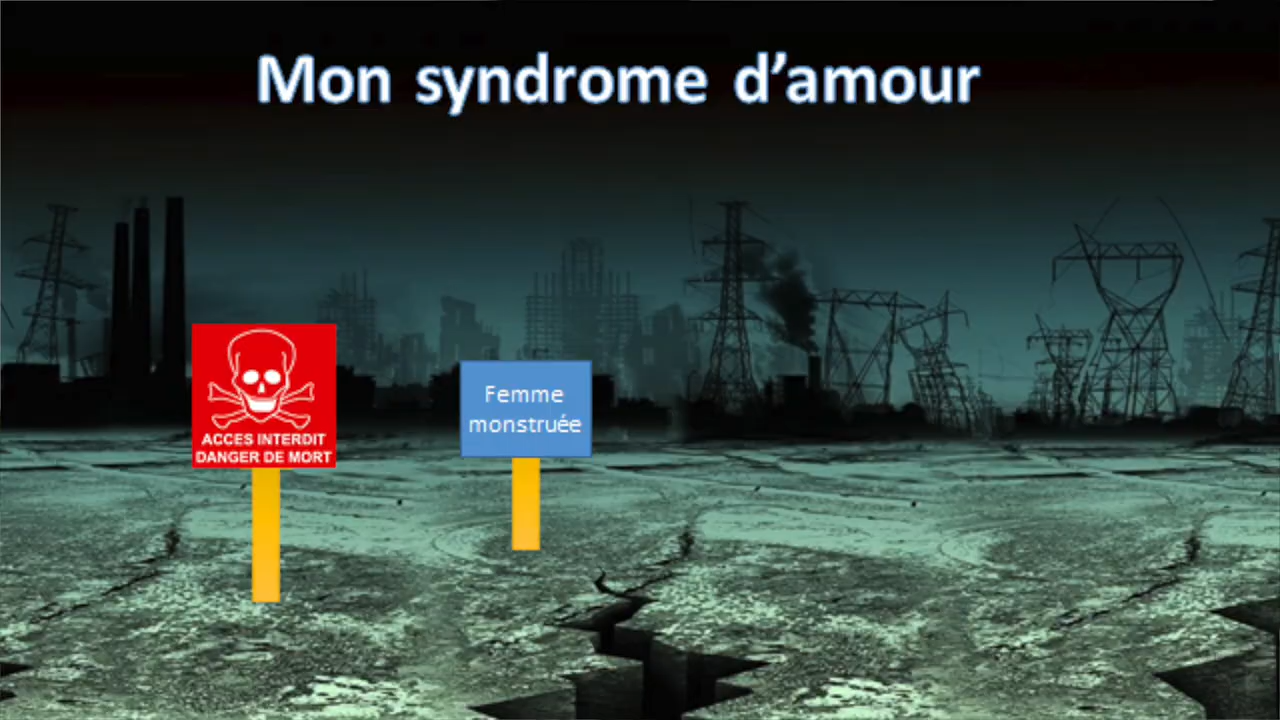 Mon syndrome d’amour
ACCES INTERDIT
DANGER DE MORT
Femme
monstruée